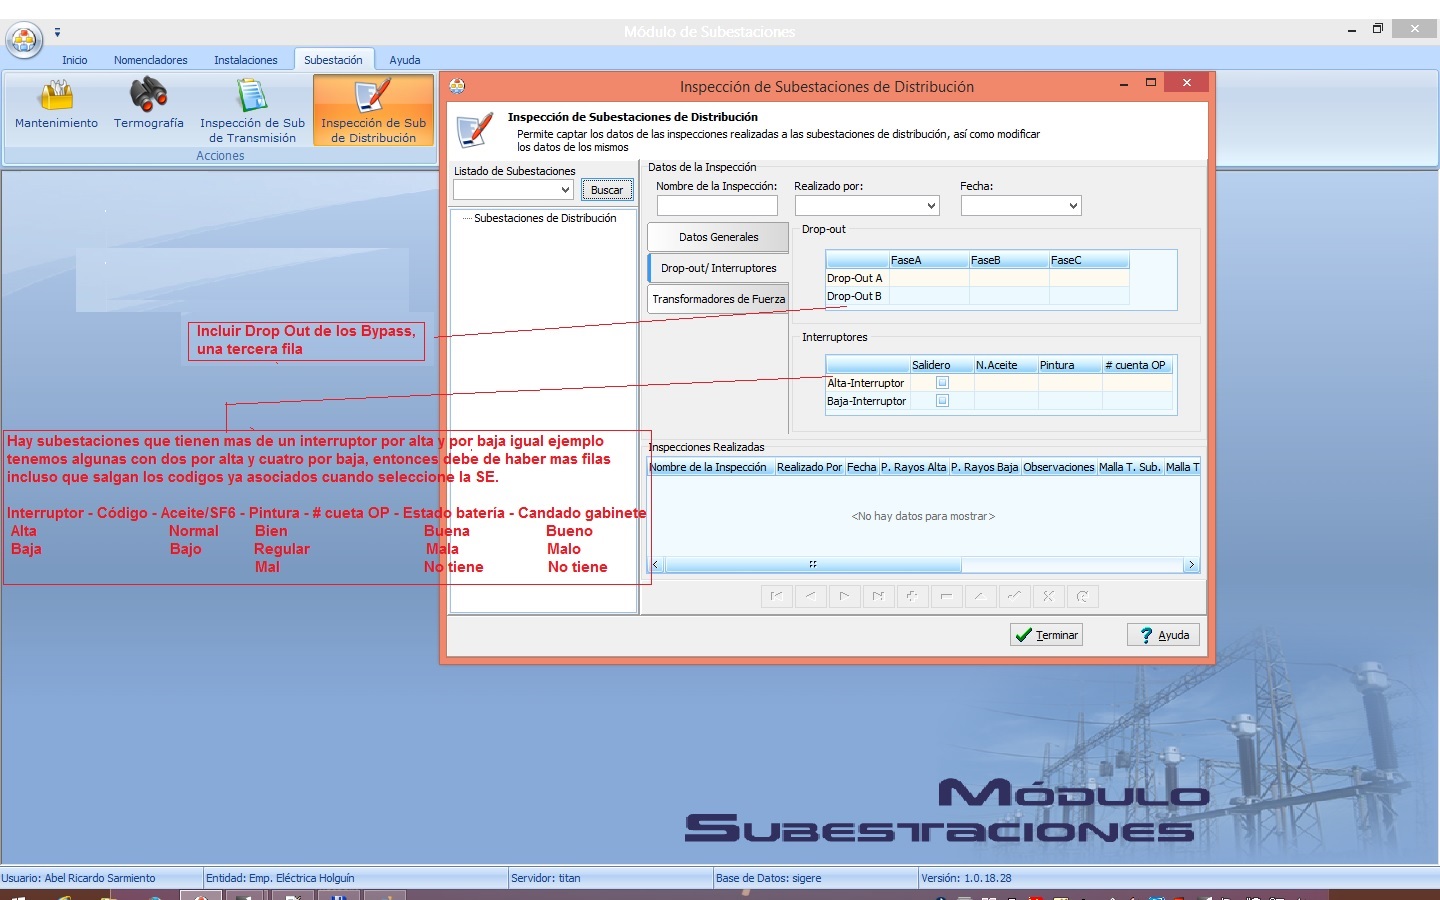 Módulo de Subestaciones
Inicio Nomencladores Instalaciones Subestación Ayuda
Mantenimiento Termografía Inspección de Sub de Transmisión Inspección de Sub de Distribución
Acciones
Inspección de Subestaciones de Distribución
Inspección de Subestaciones de Distribución
Permite captar los datos de las inspecciones realizadas a las subestaciones de distribución, así como modificar
los datos de los mismos
Listado de Subestaciones
Buscar
Subestaciones de Distribución
Datos de la Inspección
Nombre de la Inspección: Realizado por: Fecha:
Datos Generales
Drop-out/ Interruptores
Transformadores de Fuerza
Drop-out
FaseA FaseB FaseC
Drop-Out A
Drop-Out B
Interruptores
Salidero N.Aceite Pintura # cuenta OP
Alta-Interruptor
Baja-Interruptor
Inspecciones Realizadas
Nombre de la Inspección Realizado Por Fecha P. Rayos Alta P. Rayos Baja Observaciones Malla T. Sub. Malla T
<No hay datos para mostrar>
Terminar Ayuda
Incluir Drop Out de los Bypass,
una tercera fila
Hay subestaciones que tienen mas de un interruptor por alta y por baja igual ejemplo
tenemos algunas con dos por alta y cuatro por baja, entonces debe de haber mas filas
incluso que salgan los codigos ya asociados cuando seleccione la SE.
Interruptor - Código - Aceite/SF6 - Pintura - # cueta OP - Estado batería - Candado gabinete
Alta Normal Bien Buena Bueno
Baja Bajo Regular Mala Malo
Mal No tiene No tiene
Módulo
Subestaciones
Usuario: Abel Ricardo Sarmiento Entidad: Emp. Eléctrica Holguín Servidor: titan Base de Datos: sigere Versión: 1.0.18.28